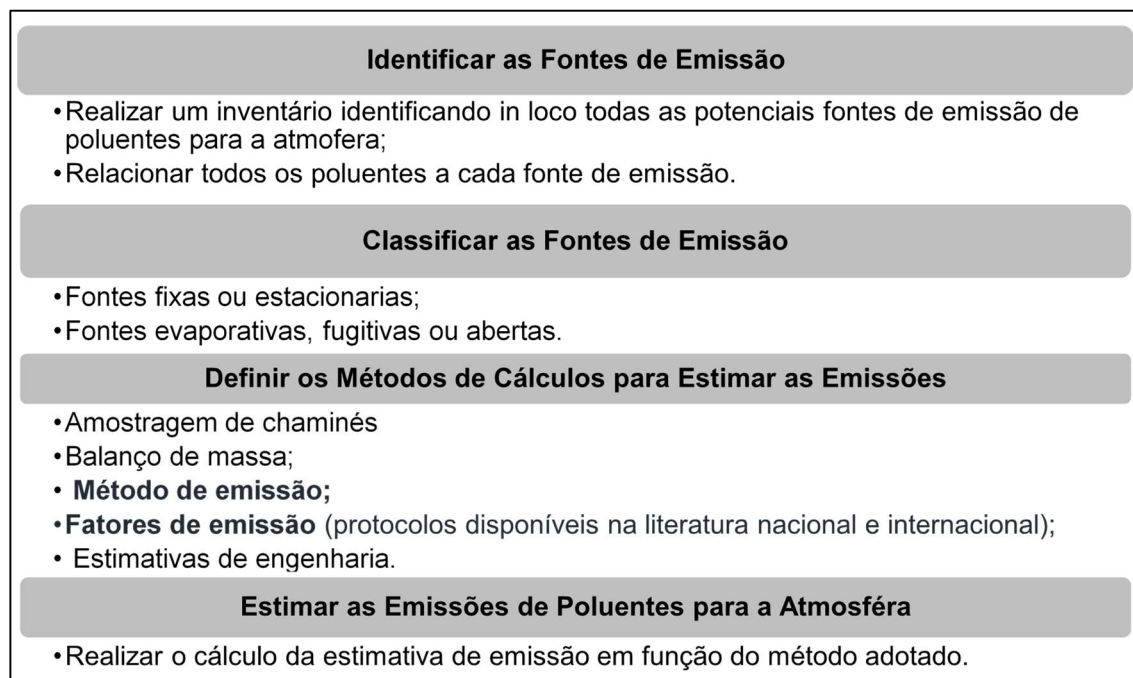 Identificar as Fontes de Emissão
•Realizar um inventário identificando in loco todas as potenciais fontes de emissão de
poluentes para a atmofera;
•Relacionar todos os poluentes a cada fonte de emissão.
Classificar as Fontes de Emissão
•Fontes fixas ou estacionarias;
•Fontes evaporativas, fugitivas ou abertas.
Definir os Métodos de Cálculos para Estimar as Emissões
•Amostragem de chaminés
•Balanço de massa;
• Método de emissão;
•Fatores de emissão (protocolos disponíveis na literatura nacional e internacional);
• Estimativas de engenharia.
Estimar as Emissões de Poluentes para a Atmosféra
•Realizar o cálculo da estimativa de emissão em função do método adotado.